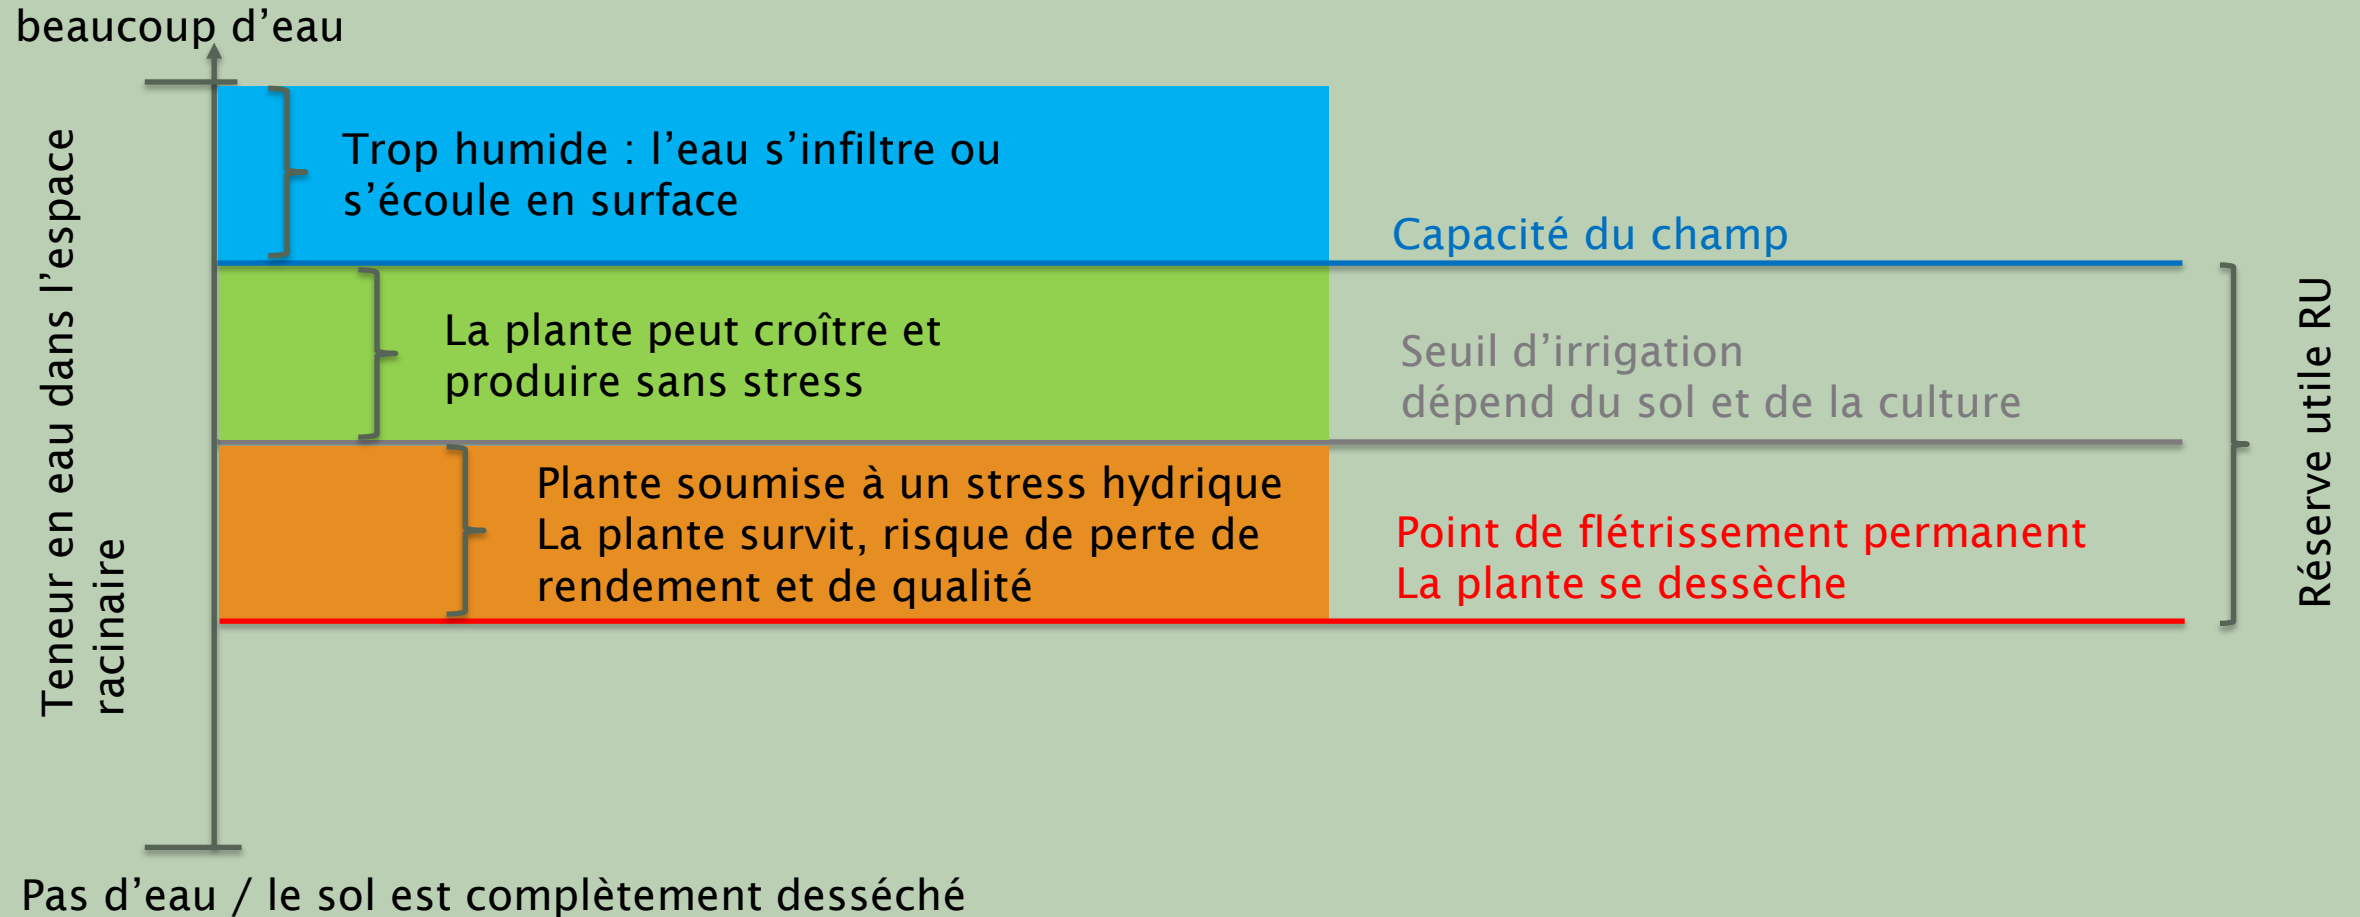 beaucoup d’eau
Teneur en eau dans l’espace
racinaire
Trop humide : l’eau s’infiltre ou
s’écoule en surface
Capacité du champ
La plante peut croître et
produire sans stress
Seuil d’irrigation
dépend du sol et de la culture
Plante soumise à un stress hydrique
La plante survit, risque de perte de
rendement et de qualité
Point de flétrissement permanent
La plante se dessèche
Réserve utile RU
Pas d’eau / le sol est complètement desséché